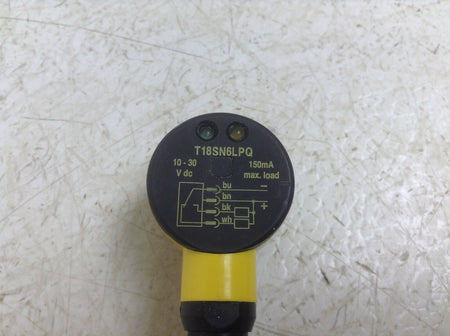 T18SN6LPQ
10 - 30 150mA
V dc max. load
bu −
bn
bk +
wh